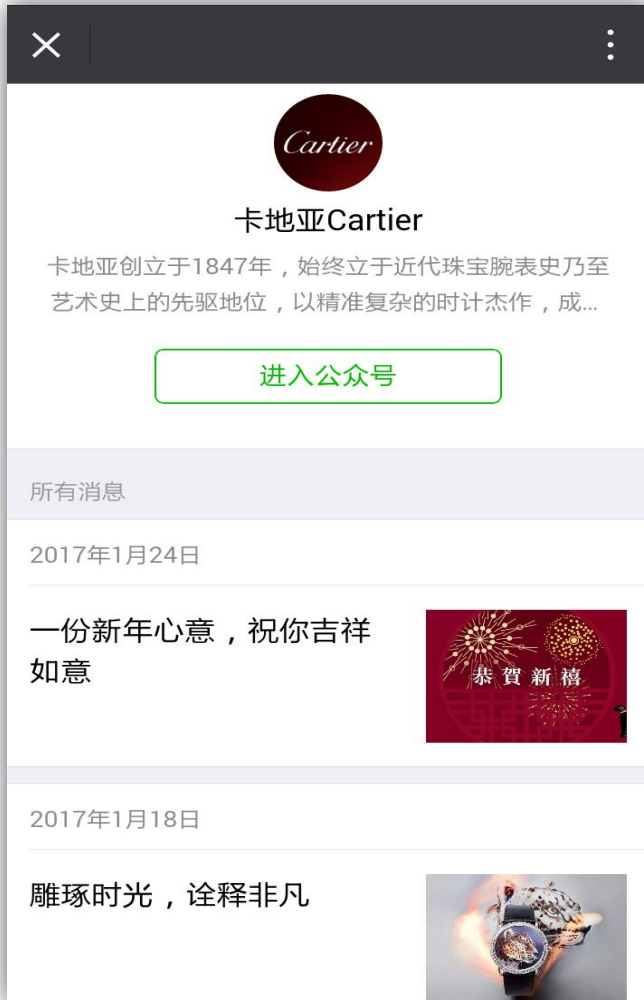 Cartier
卡地亚Cartier
卡地亚创立于1847年，始终立于近代珠宝腕表史乃至
艺术史上的先驱地位，以精准复杂的时计杰作，成...
进入公众号
所有消息
2017年1月24日
一份新年心意，祝你吉祥
如意
恭賀新禧
2017年1月18日
雕琢时光，诠释非凡